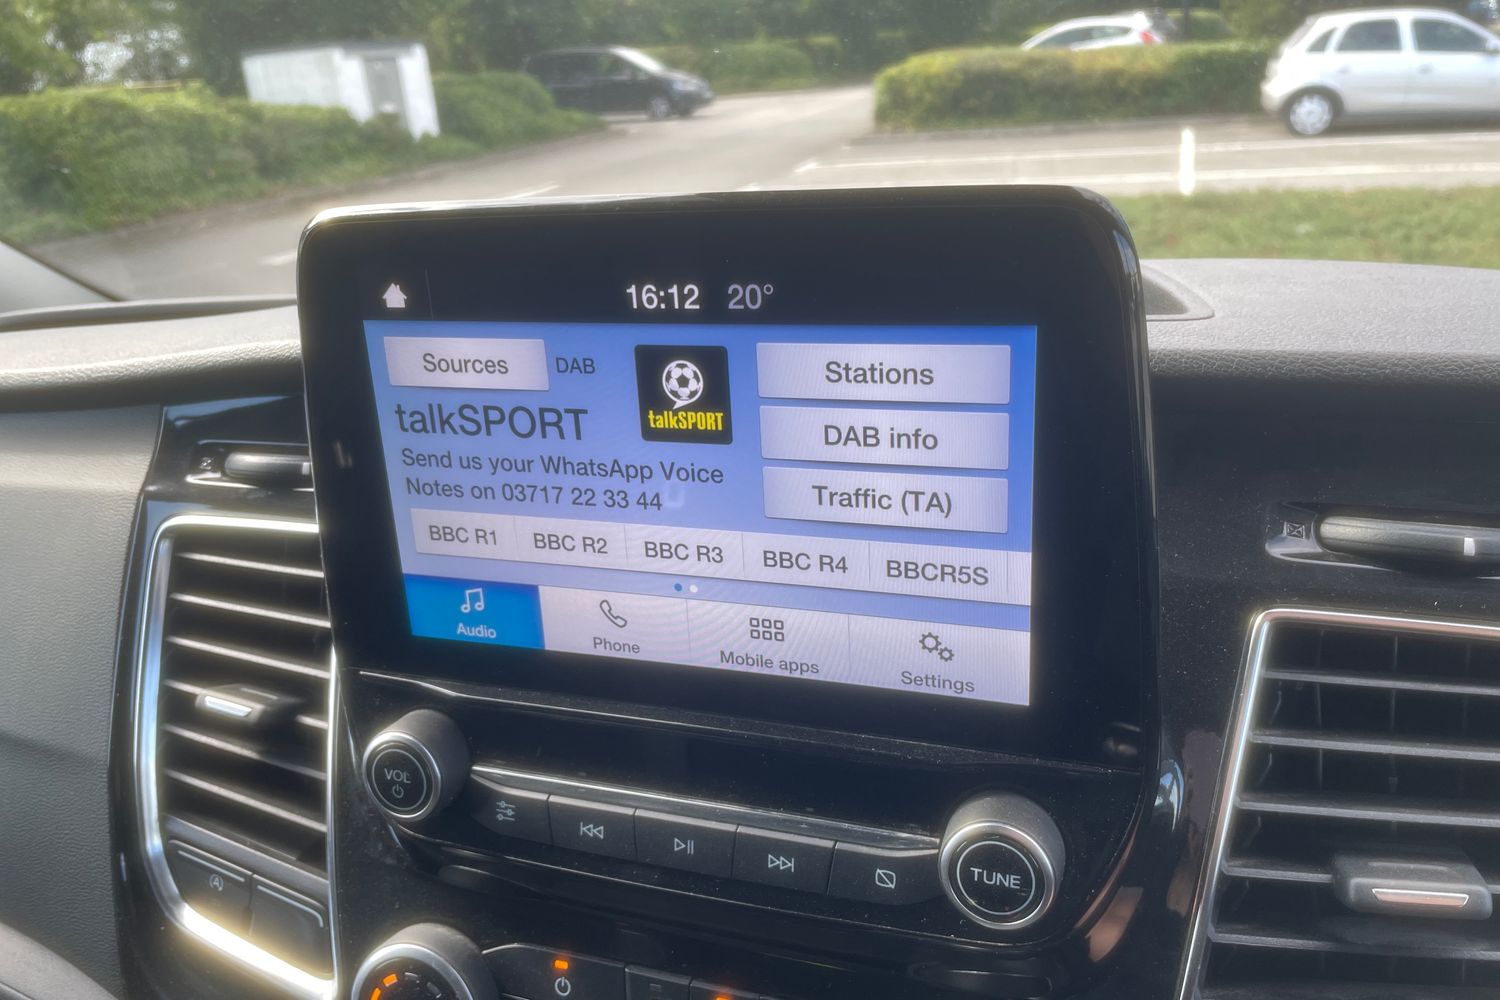 16:12 20°
Sources DAB
talkSPORT
Stations
talkSPORT
DAB info
Send us your WhatsApp Voice
Notes on 03717 22 33 44
Traffic (TA)
BBC R1 BBC R2 BBC R3 BBC R4 BBCR5S
Audio Phone Mobile apps Settings
VOL
TUNE
A